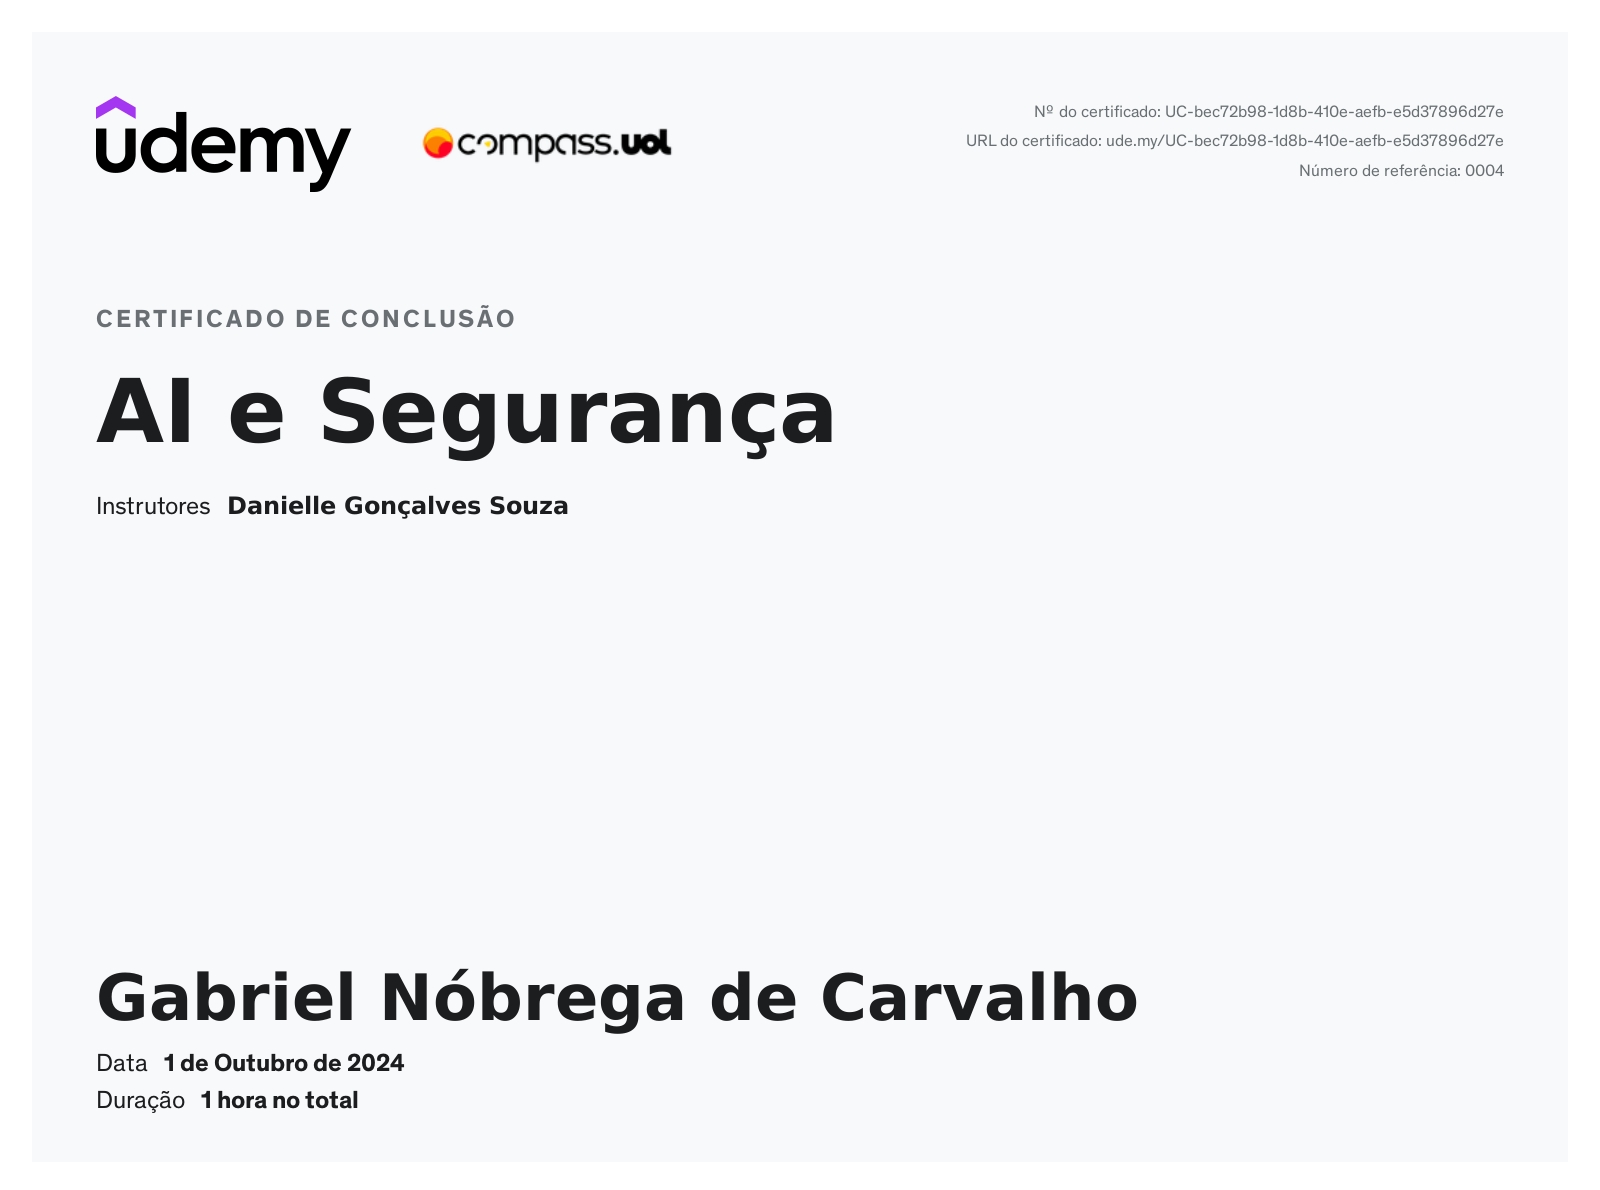 udemy
compass.uol
Nº do certificado: UC-bec72b98-1d8b-410e-aefb-e5d37896d27e
URL do certificado: ude.my/UC-bec72b98-1d8b-410e-aefb-e5d37896d27e
Número de referência: 0004
CERTIFICADO DE CONCLUSÃO
AI e Segurança
Instrutores Danielle Gonçalves Souza
Gabriel Nóbrega de Carvalho
Data 1 de Outubro de 2024
Duração 1 hora no total